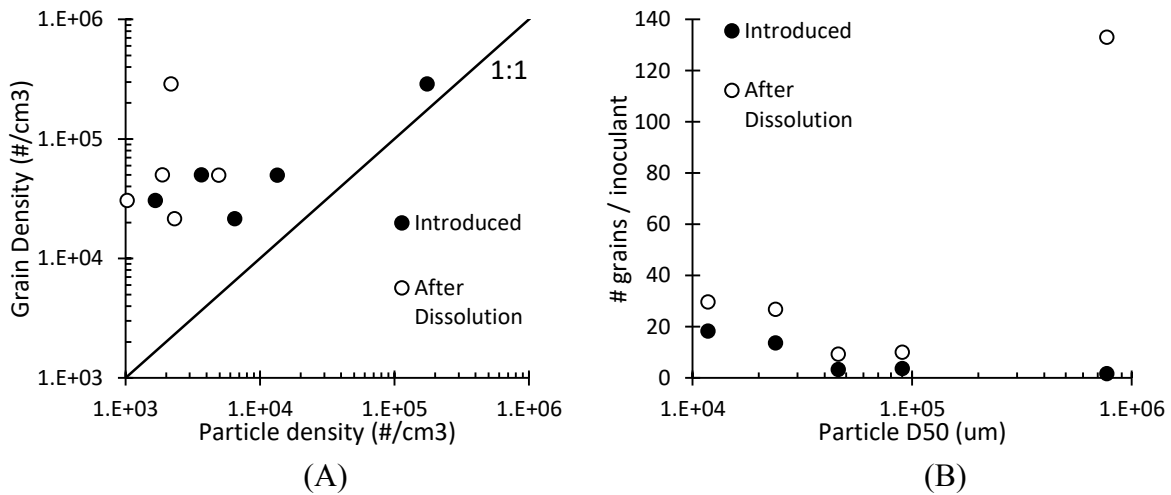 1.E+06
1.E+05
1.E+04
1.E+03
Grain Density (#/cm3)
1:1
Introduced
After
Dissolution
1.E+03
1.E+04
1.E+05
1.E+06
Particle density (#/cm3)
(A)
140
120
100
80
60
40
20
0
# grains / inoculant
Introduced
After
Dissolution
1.E+04
1.E+05
1.E+06
Particle D50 (um)
(B)